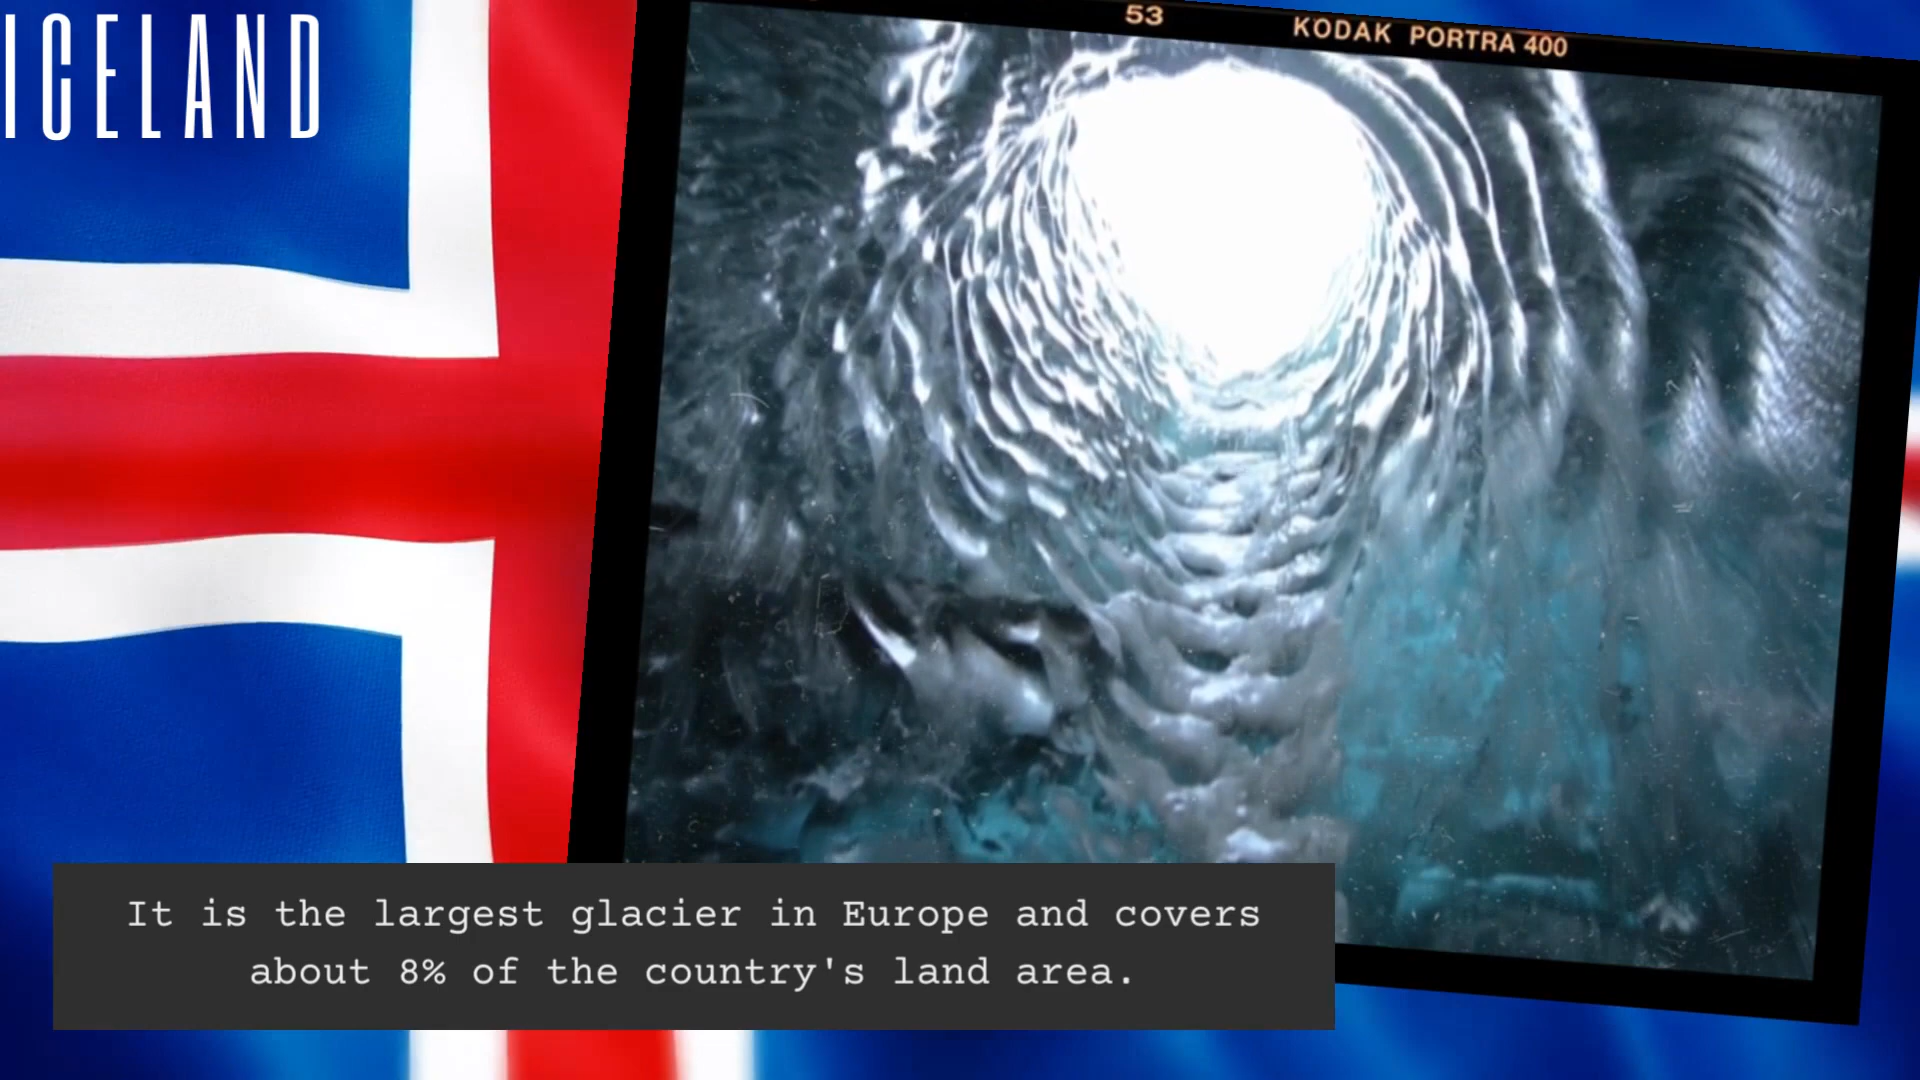 ICELAND
53 KODAK PORTRA 400
It is the largest glacier in Europe and covers
about 8% of the country's land area.